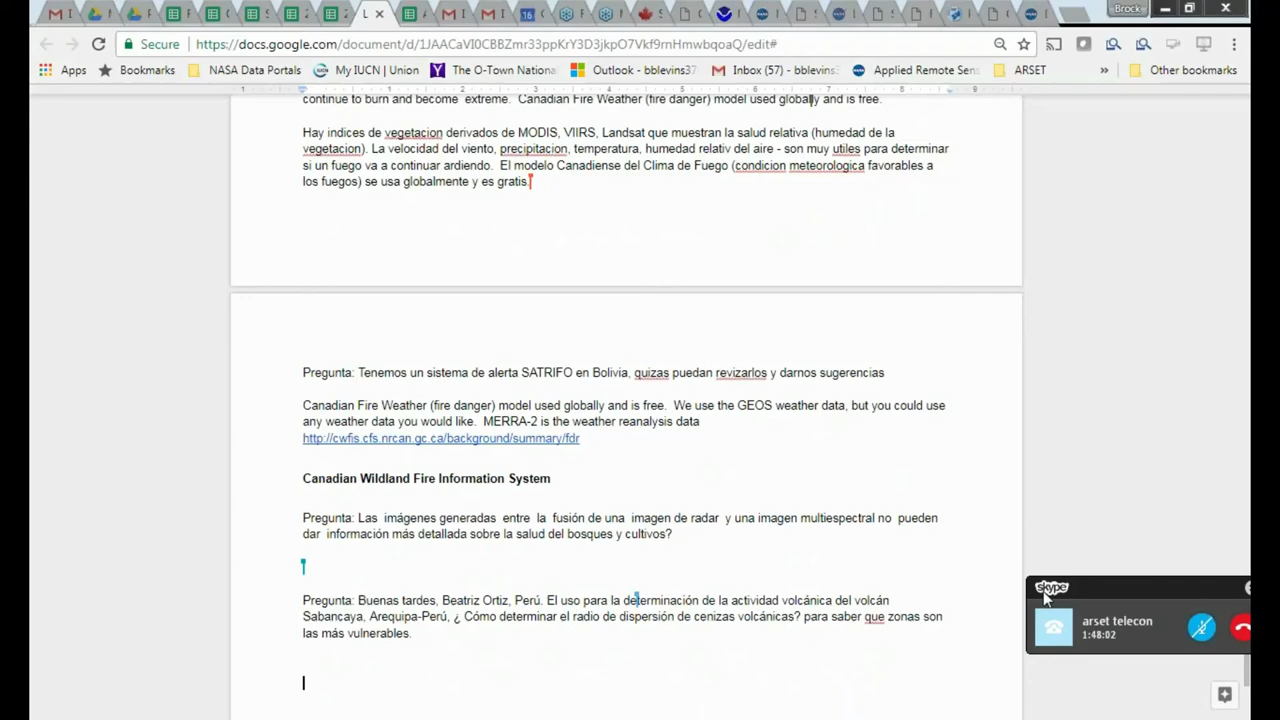 Brock
Secure https://docs.google.com/document/d/1JAACaVI0CBBZmr33ppKrY3D3jkpO7Vkf9rnHmwbqoaQ/edit#
Apps Bookmarks NASA Data Portals My IUCN | Union The O-Town Nationa Outlook - bblevins37 Inbox (57) - bblevins3 Applied Remote Sens ARSET » Other bookmarks
continue to burn and become extreme. Canadian Fire Weather (fire danger) model used globally and is free.
Hay indices de vegetacion derivados de MODIS, VIIRS, Landsat que muestran la salud relativa (humedad de la
vegetacion). La velocidad del viento, precipitacion, temperatura, humedad relativ del aire - son muy utiles para determinar
si un fuego va a continuar ardiendo. El modelo Canadiense del Clima de Fuego (condicion meteorologica favorables a
los fuegos) se usa globalmente y es gratis.
Pregunta: Tenemos un sistema de alerta SATRIFO en Bolivia, quizas puedan revizarlos y darnos sugerencias
Canadian Fire Weather (fire danger) model used globally and is free. We use the GEOS weather data, but you could use
any weather data you would like. MERRA-2 is the weather reanalysis data
http://cwfis.cfs.nrcan.gc.ca/background/summary/fdr
Canadian Wildland Fire Information System
Pregunta: Las imágenes generadas entre la fusión de una imagen de radar y una imagen multiespectral no pueden
dar información más detallada sobre la salud del bosques y cultivos?
Pregunta: Buenas tardes, Beatriz Ortiz, Perú. El uso para la determinación de la actividad volcánica del volcán
Sabancaya, Arequipa-Perú, ¿ Cómo determinar el radio de dispersión de cenizas volcánicas? para saber que zonas son
las más vulnerables.
skype
arset telecon
1:48:02